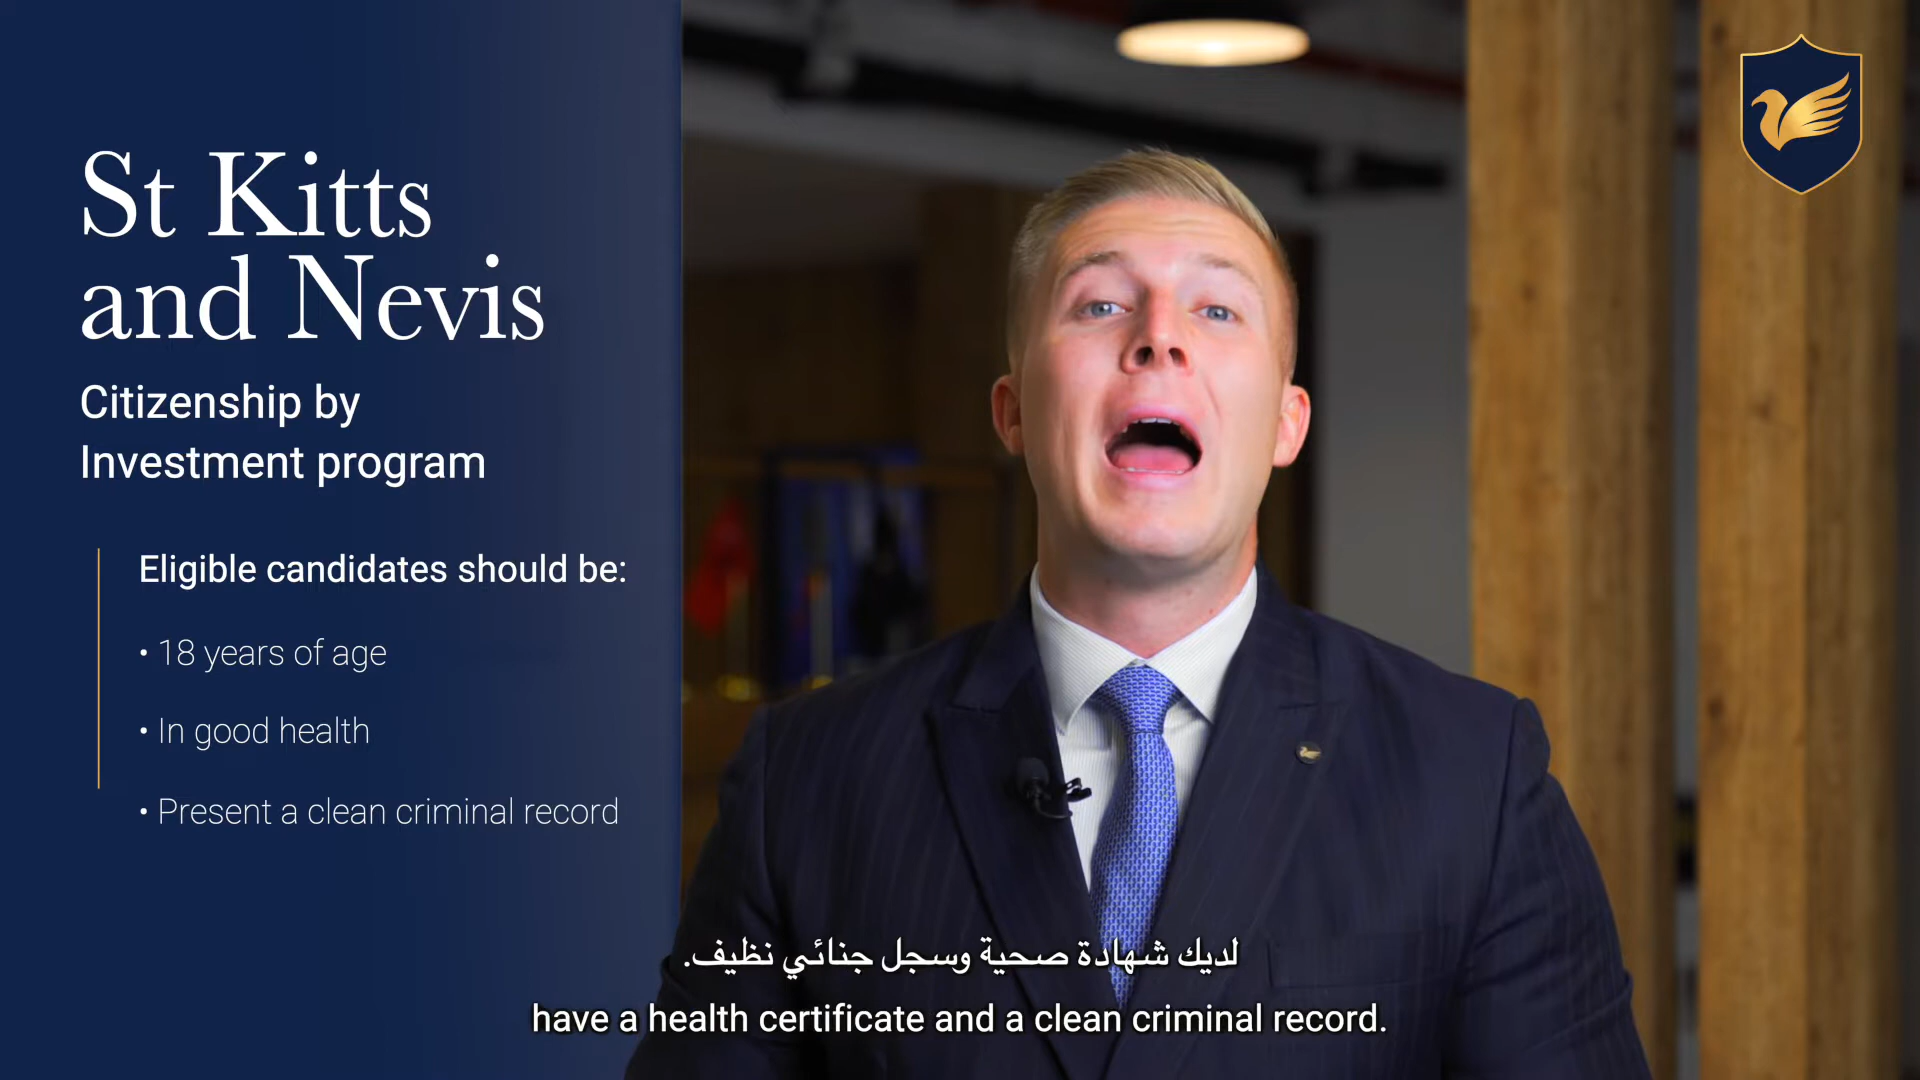 St Kitts
and Nevis
Citizenship by
Investment program
Eligible candidates should be:
• 18 years of age
• In good health
• Present a clean criminal record
لديك شهادة صحية وسجل جنائي نظيف.
have a health certificate and a clean criminal record.